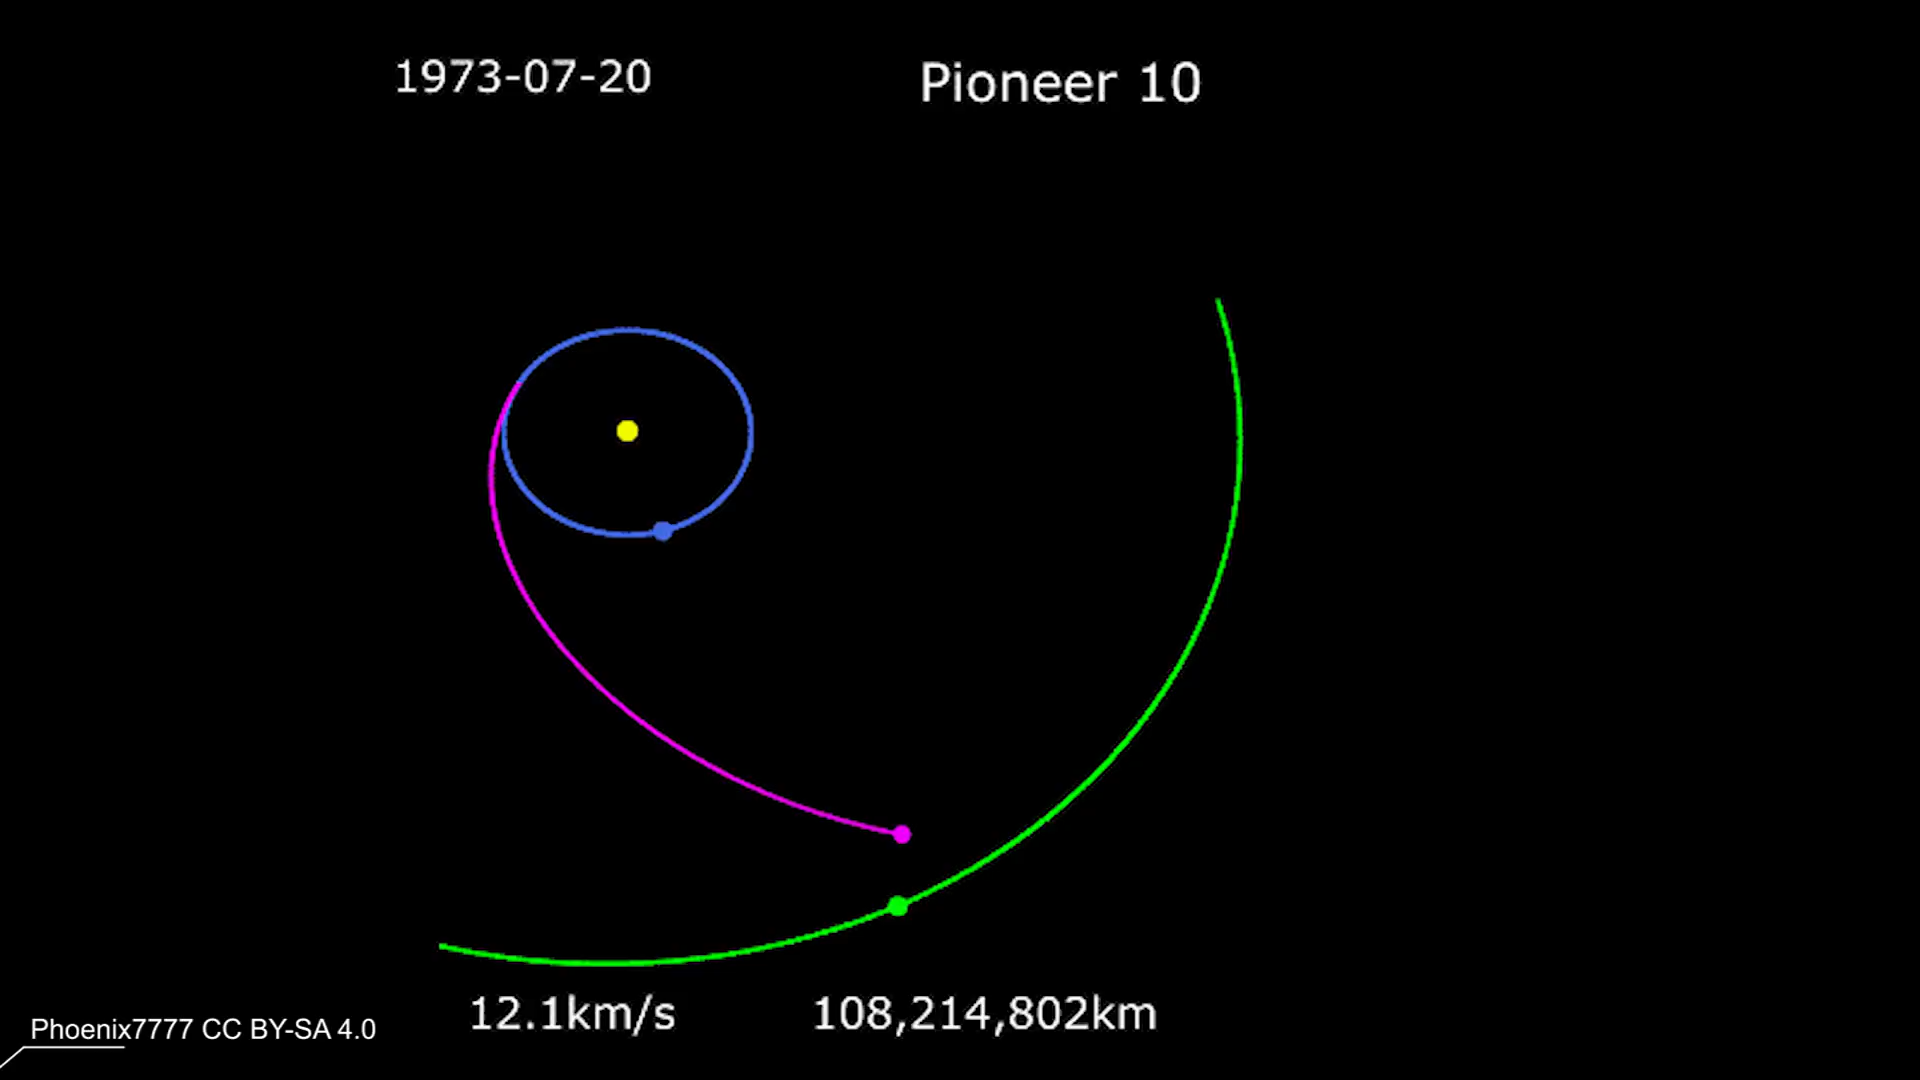 1973-07-20
Pioneer 10
12.1km/s
108,214,802km
Phoenix7777 CC BY-SA 4.0